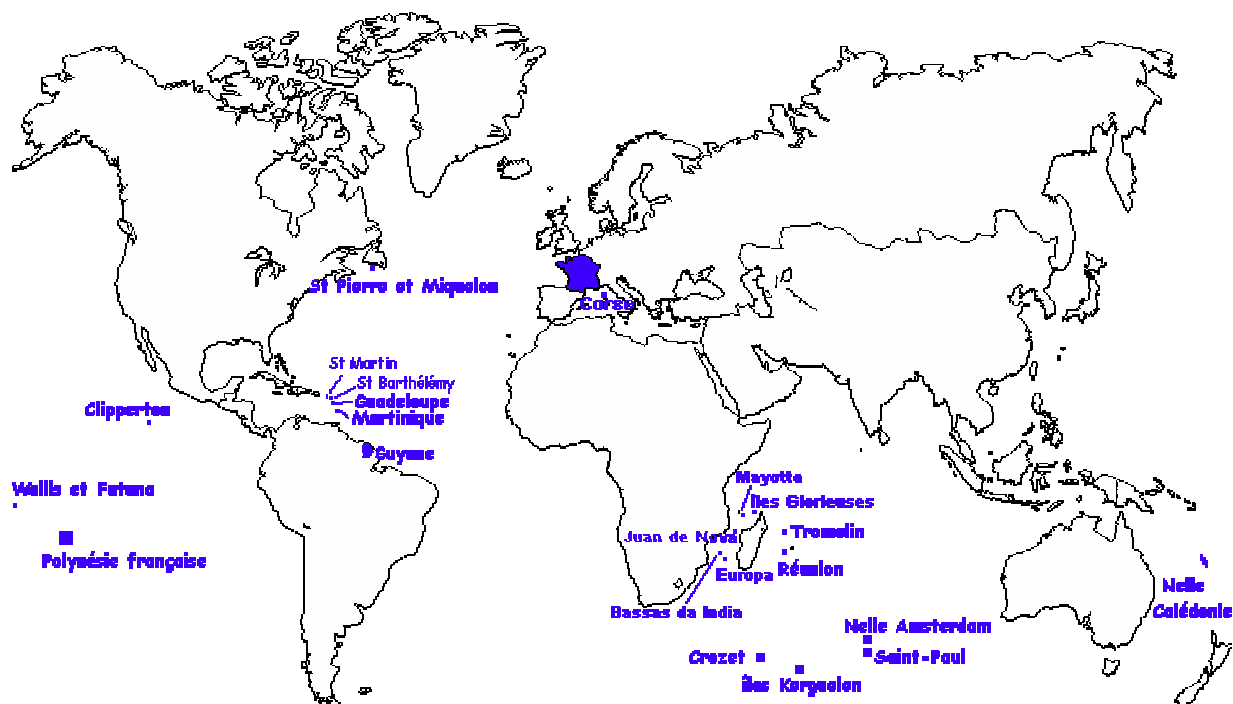 St Pierre et Miquelon
Corse
St Martin
St Barthélémy
Guadeloupe
Martinique
Clipperton
Guyane
Wallis et Futuna
Polynésie française
Mayotte
Îles Glorieuses
Juan de Nova
Tromelin
Europa
Réunion
Bassas da India
Nelle
Calédonie
Nelle Amsterdam
Saint-Paul
Crozet
Îles Kerguelen